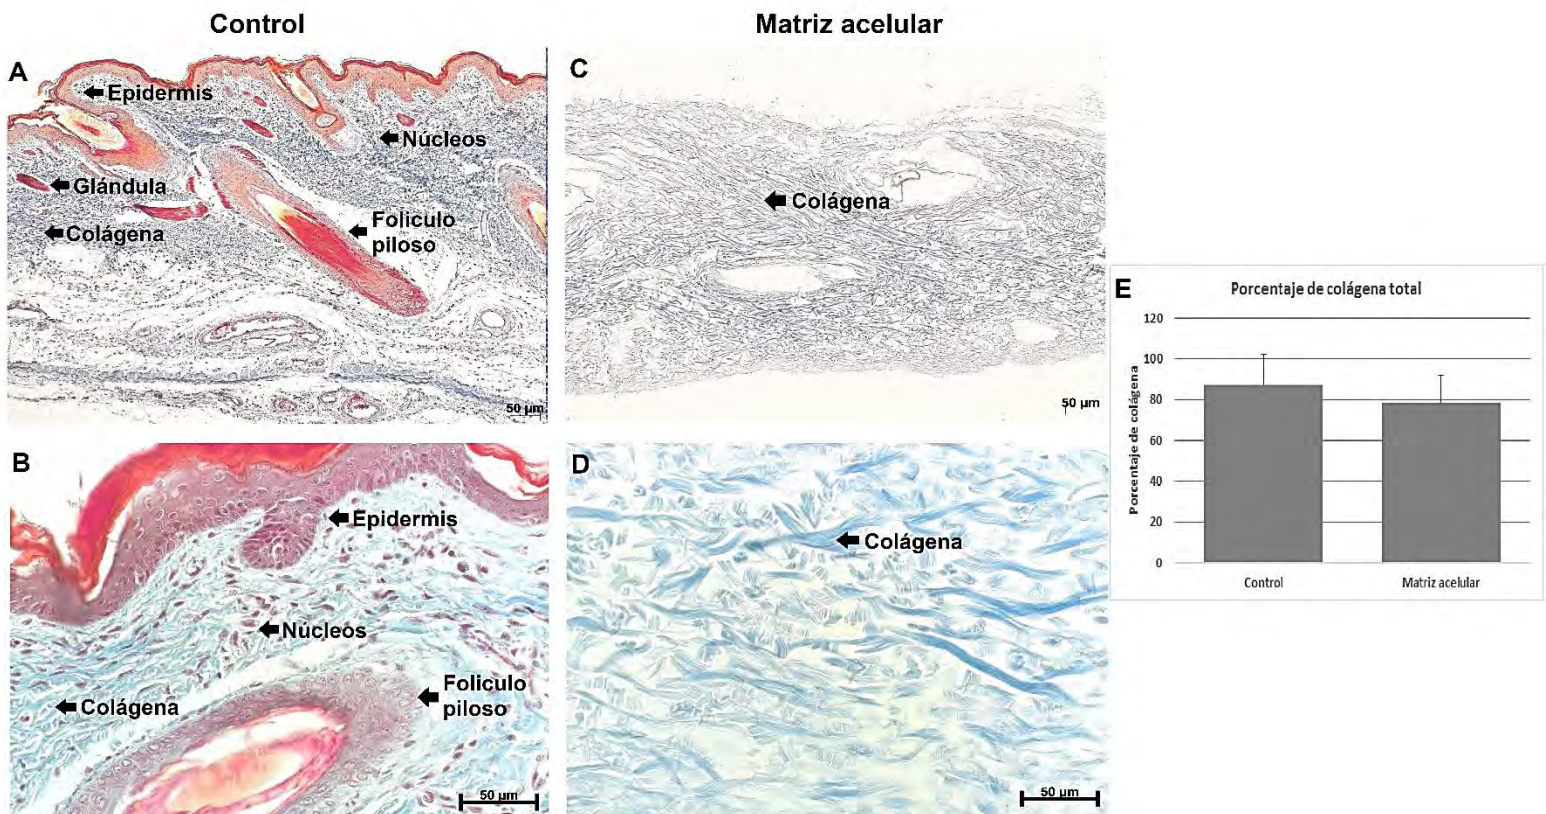 Control
Matriz acelular
A
Epidermis
Núcleos
Glándula
Colágena
Foliculo
piloso
50 µm
C
Colágena
50 µm
B
Epidermis
Núcleos
Colágena
Foliculo
piloso
50 µm
D
Colágena
50 µm
E
Porcentaje de colágena total
Porcentaje de colágena
120
100
80
60
40
20
0
Control
Matriz acelular